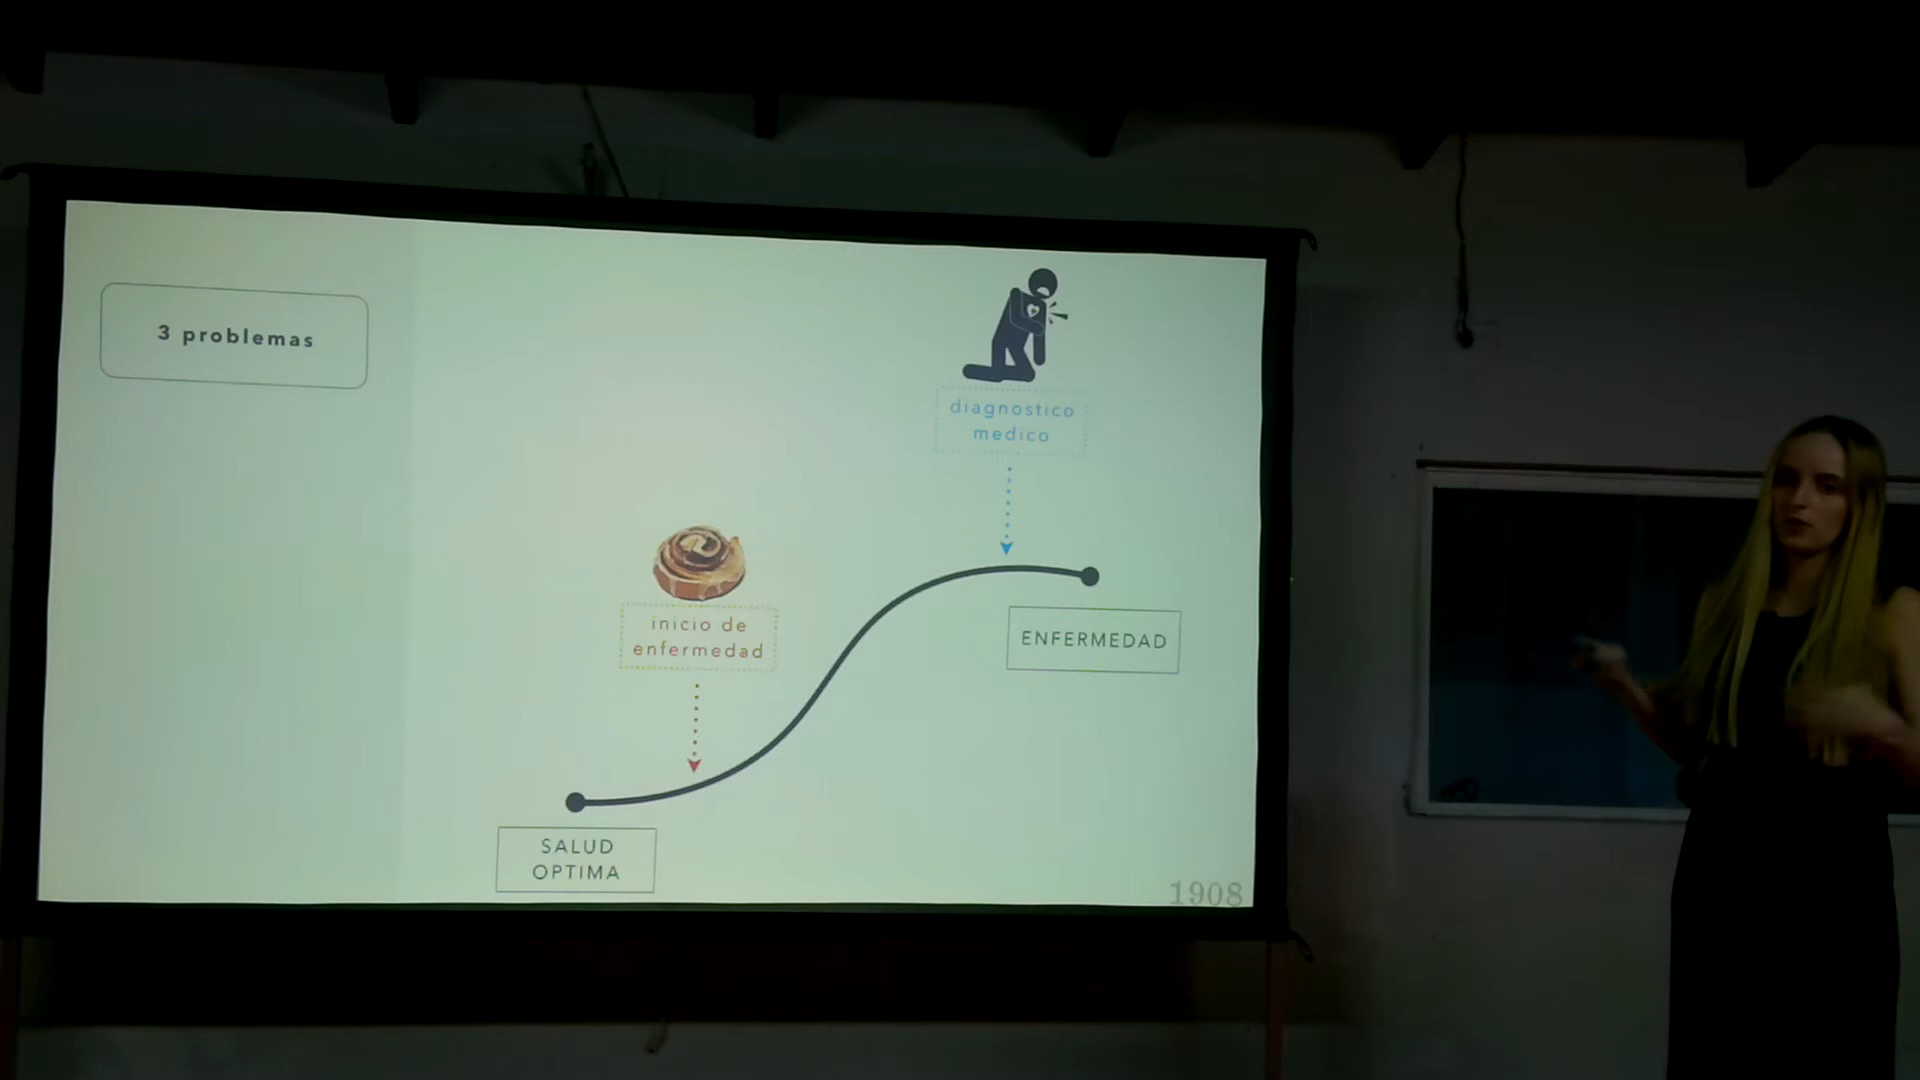 3 problemas
diagnostico
medico
inicio de
enfermedad
ENFERMEDAD
SALUD
OPTIMA
1908